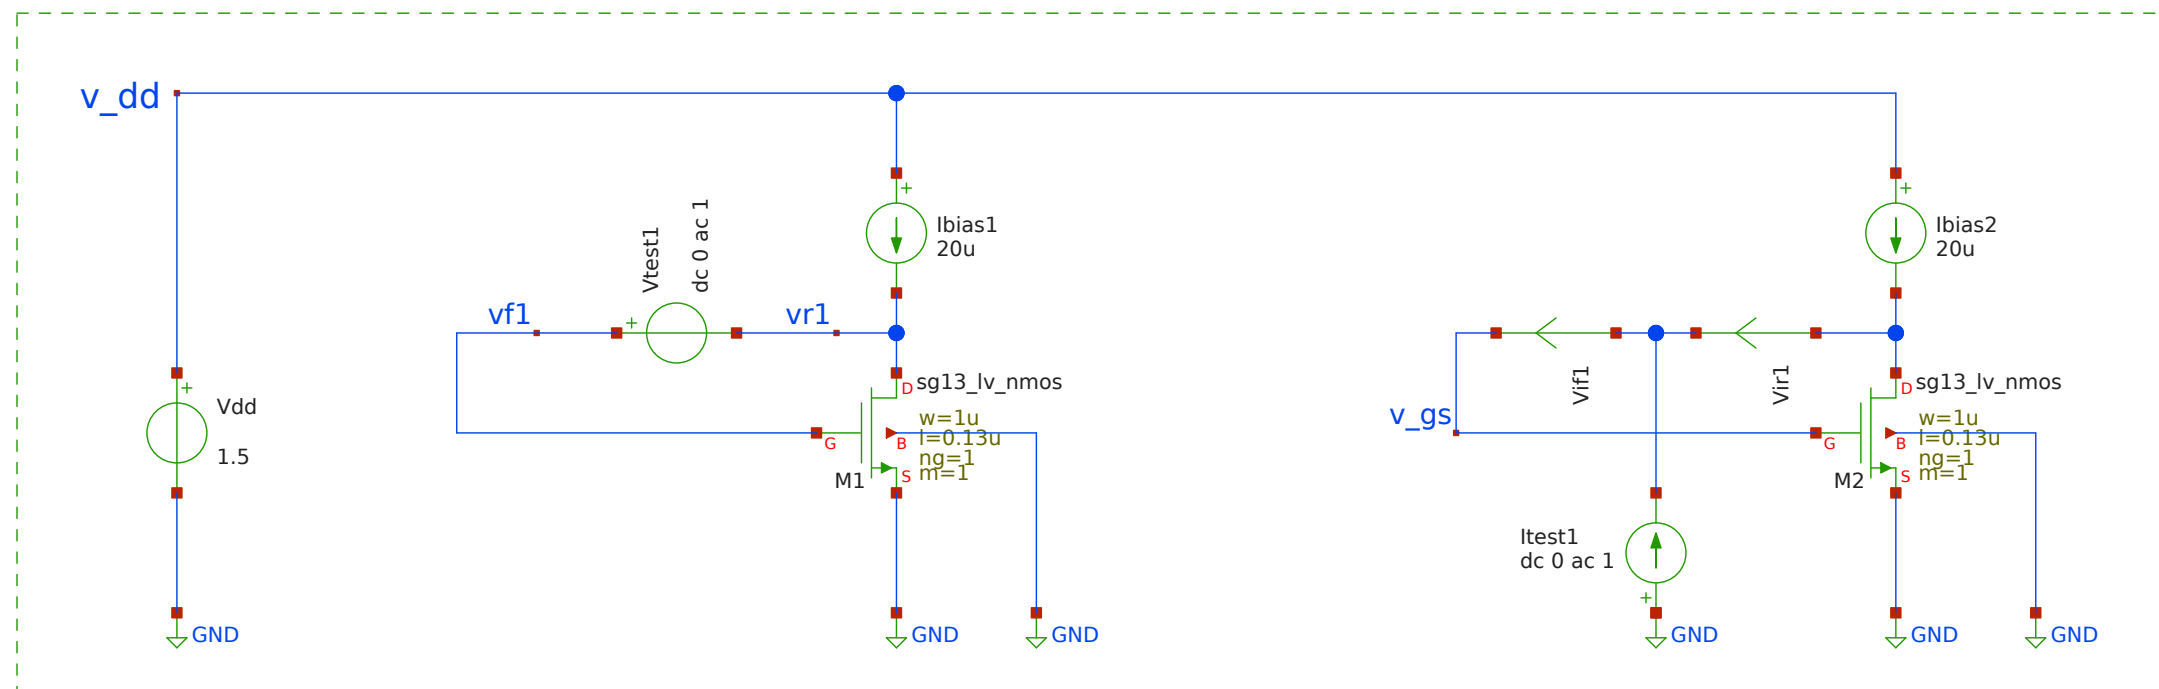 v_dd
+
Vdd
1.5
GND
vf1
+
Vtest1
dc 0 ac 1
vr1
+
Ibias1
20u
D
sg13_lv_nmos
G
B
S
w=1u
l=0.13u
ng=1
m=1
M1
GND
GND
v_gs
Vif1
Vir1
Itest1
dc 0 ac 1
+
GND
+
Ibias2
20u
D
sg13_lv_nmos
G
B
S
w=1u
l=0.13u
ng=1
m=1
M2
GND
GND